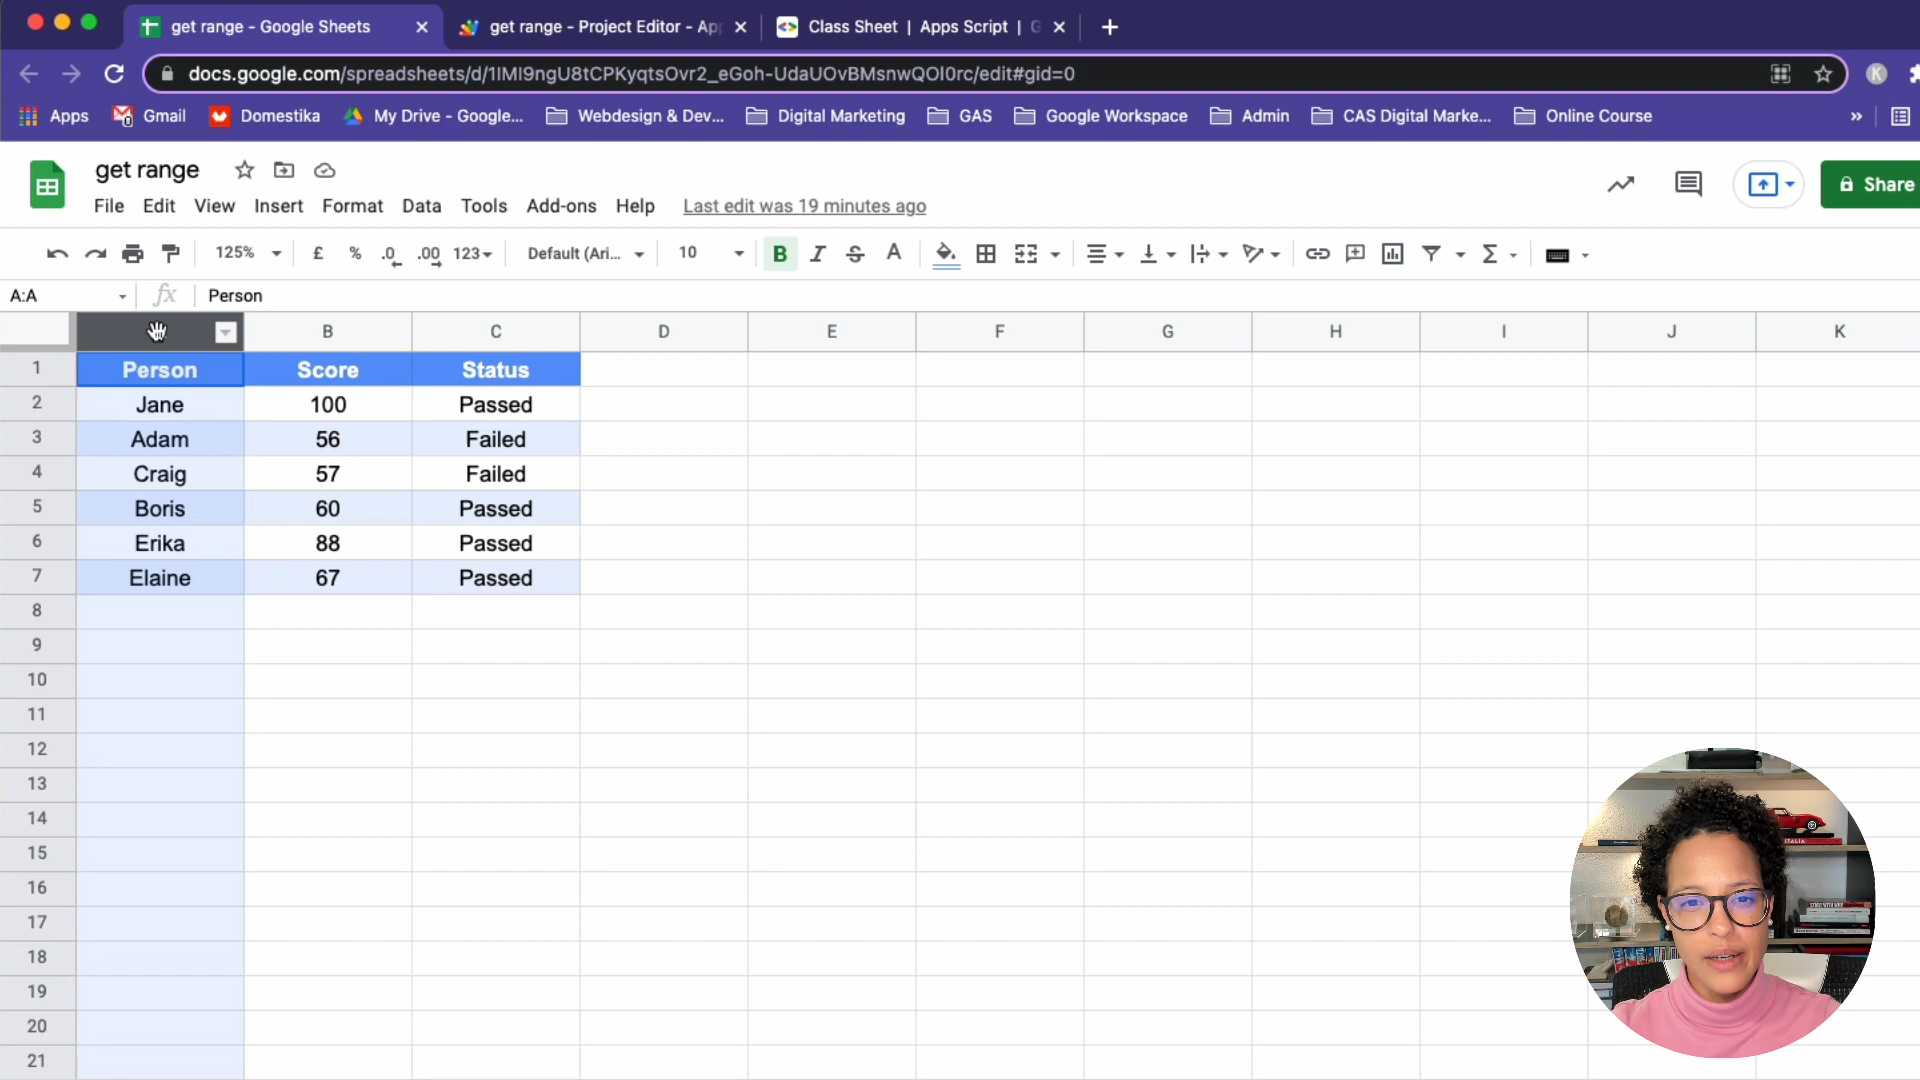 get range - Google Sheets
get range - Project Editor - Ap
Class Sheet | Apps Script | G
docs.google.com/spreadsheets/d/1IMI9ngU8tCPKyqtsOvr2_eGoh-UdaUOvBMsnwQOl0rc/edit#gid=0
K
Apps Gmail Domestika My Drive - Google... Webdesign & Dev... Digital Marketing GAS Google Workspace Admin CAS Digital Marke... Online Course »
get range
File Edit View Insert Format Data Tools Add-ons Help Last edit was 19 minutes ago
Share
125% £ % .0 .00 123 Default (Ari... 10 B I S A Σ
A:A fx Person
B C D E F G H I J K
1 Person Score Status
2 Jane 100 Passed
3 Adam 56 Failed
4 Craig 57 Failed
5 Boris 60 Passed
6 Erika 88 Passed
7 Elaine 67 Passed
8
9
10
11
12
13
14
15
16
17
18
19
20
21
ITALIA
START WITH WHY